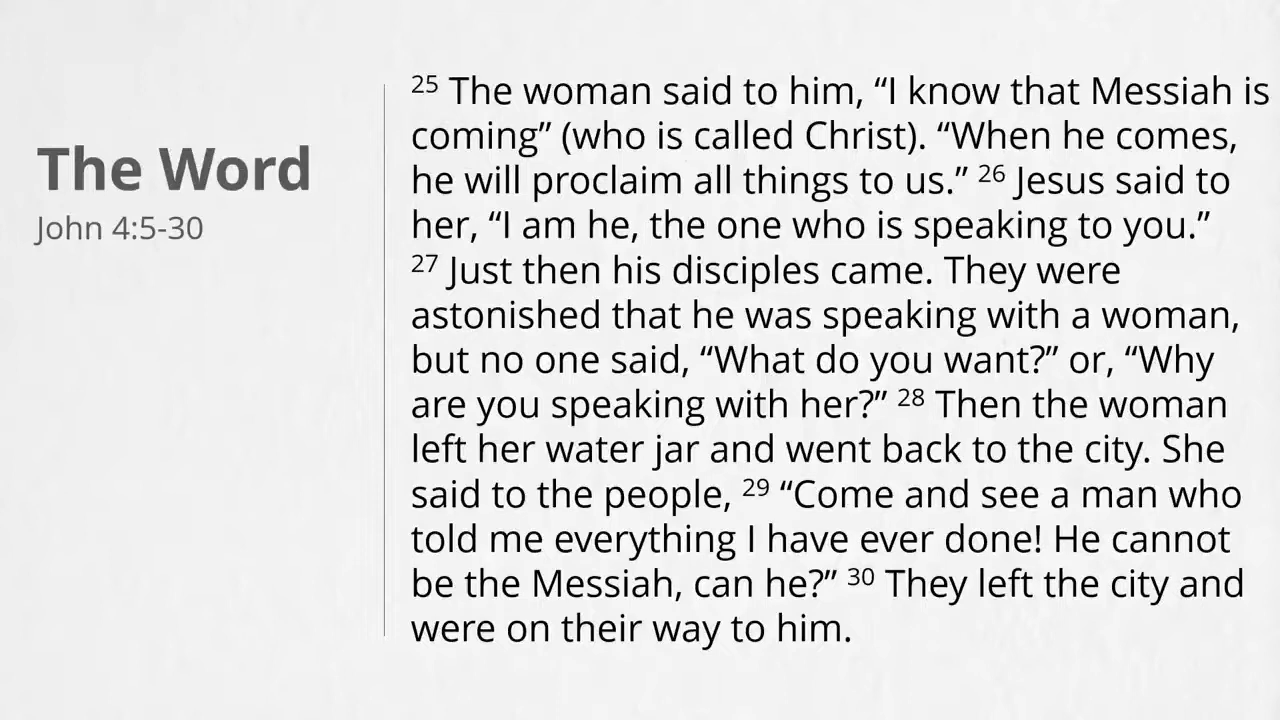 The Word
John 4:5-30
25 The woman said to him, “I know that Messiah is
coming” (who is called Christ). “When he comes,
he will proclaim all things to us.” 26 Jesus said to
her, “I am he, the one who is speaking to you.”
27 Just then his disciples came. They were
astonished that he was speaking with a woman,
but no one said, “What do you want?” or, “Why
are you speaking with her?” 28 Then the woman
left her water jar and went back to the city. She
said to the people, 29 “Come and see a man who
told me everything I have ever done! He cannot
be the Messiah, can he?” 30 They left the city and
were on their way to him.